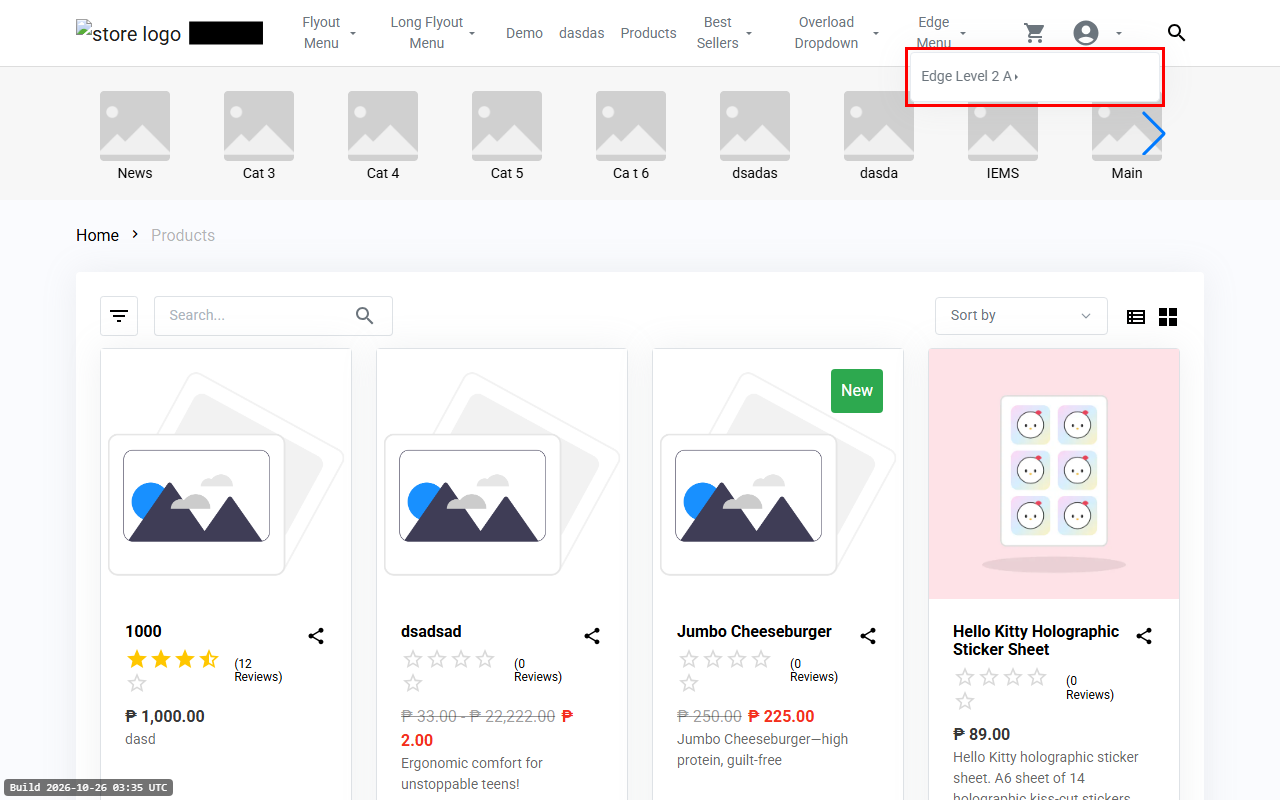 store logo
Flyout
Menu
Long Flyout
Menu
Demo
dasdas
Products
Best
Sellers
Overload
Dropdown
Edge
Menu
Edge Level 2 A
News
Cat 3
Cat 4
Cat 5
Ca t 6
dsadas
dasda
IEMS
Main
Home
Products
Search...
Sort by
1000
(12
Reviews)
₱ 1,000.00
dasd
dsadsad
(0
Reviews)
₱ 33.00 - ₱ 22,222.00 ₱
2.00
Ergonomic comfort for
unstoppable teens!
New
Jumbo Cheeseburger
(0
Reviews)
₱ 250.00 ₱ 225.00
Jumbo Cheeseburger—high
protein, guilt-free
Hello Kitty Holographic
Sticker Sheet
(0
Reviews)
₱ 89.00
Hello Kitty holographic sticker
sheet. A6 sheet of 14
holographic kiss-cut stickers
Build 2026-10-26 03:35 UTC